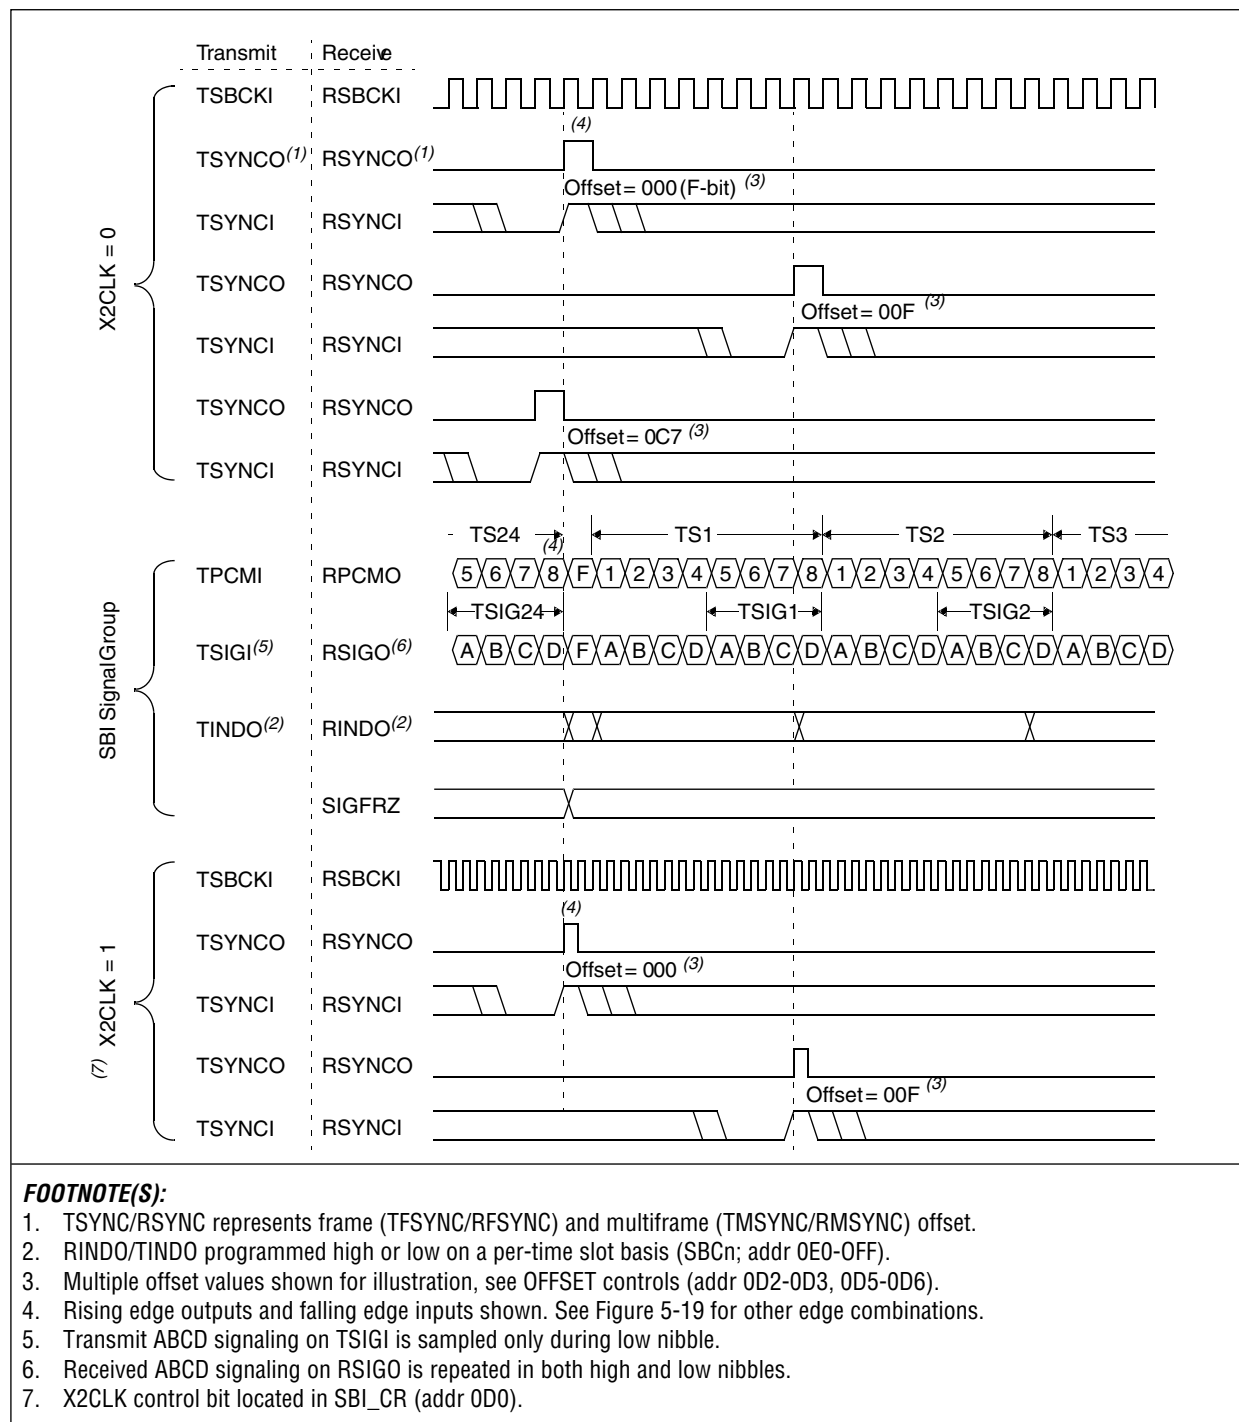 Transmit Receive
TSBCKI RSBCKI
(4)
TSYNCO(1) RSYNCO(1)
Offset= 000 (F-bit) (3)
TSYNCI RSYNCI
X2CLK = 0
TSYNCO RSYNCO
Offset= 00F (3)
TSYNCI RSYNCI
TSYNCO RSYNCO
Offset= 0C7 (3)
TSYNCI RSYNCI
TS24 TS1 TS2 TS3
(4)
TPCMI RPCMO 5 6 7 8 F 1 2 3 4 5 6 7 8 1 2 3 4 5 6 7 8 1 2 3 4
TSIG24 TSIG1 TSIG2
TSIGI(5) RSIGO(6) A B C D F A B C D A B C D A B C D A B C D A B C D
SBI SignalGroup
TINDO(2) RINDO(2)
SIGFRZ
TSBCKI RSBCKI
(4)
TSYNCO RSYNCO
Offset= 000 (3)
TSYNCI RSYNCI
(7) X2CLK = 1
TSYNCO RSYNCO
Offset= 00F (3)
TSYNCI RSYNCI
FOOTNOTE(S):
1. TSYNC/RSYNC represents frame (TFSYNC/RFSYNC) and multiframe (TMSYNC/RMSYNC) offset.
2. RINDO/TINDO programmed high or low on a per-time slot basis (SBCn; addr 0E0-OFF).
3. Multiple offset values shown for illustration, see OFFSET controls (addr 0D2-0D3, 0D5-0D6).
4. Rising edge outputs and falling edge inputs shown. See Figure 5-19 for other edge combinations.
5. Transmit ABCD signaling on TSIGI is sampled only during low nibble.
6. Received ABCD signaling on RSIGO is repeated in both high and low nibbles.
7. X2CLK control bit located in SBI_CR (addr 0D0).